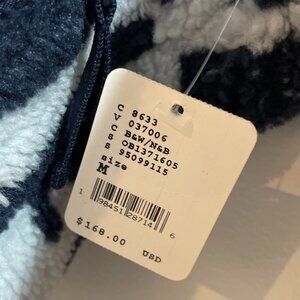 C 8633
V 037006
C B&W/N&B
S OB1371605
S 95099115
size
M
1 98451 28714 6
$168.00 USD